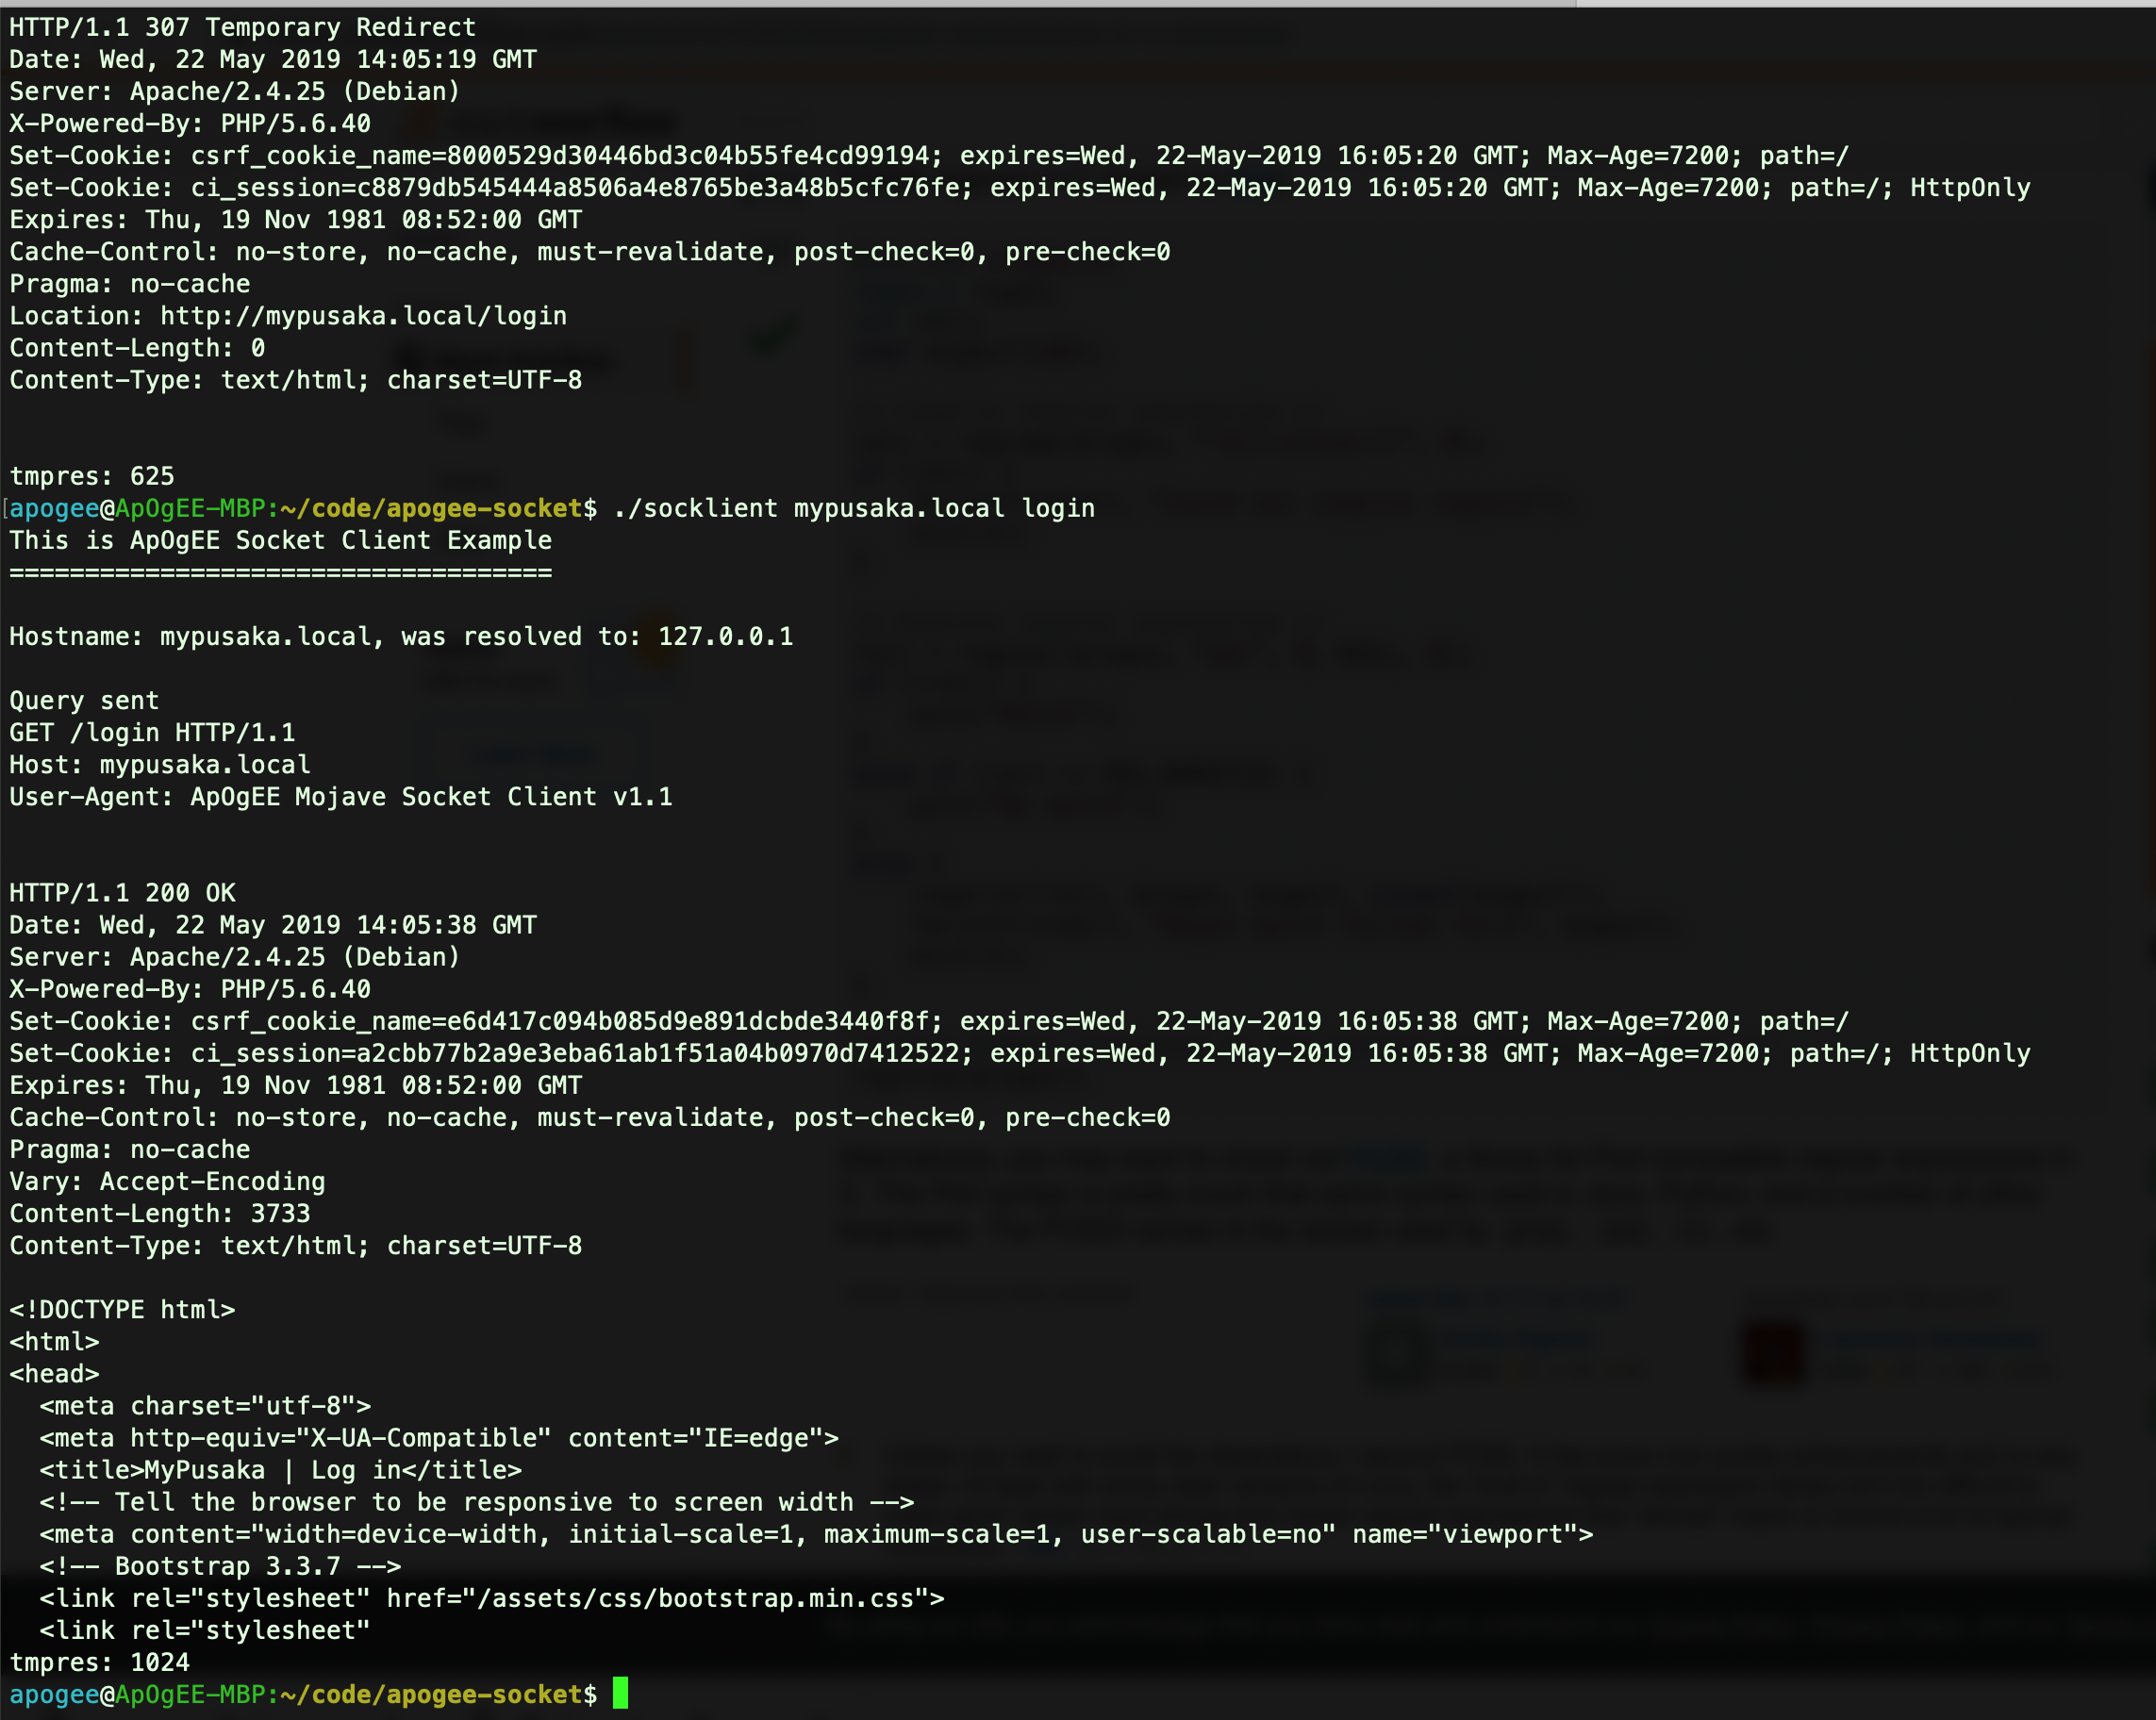 HTTP/1.1 307 Temporary Redirect
Date: Wed, 22 May 2019 14:05:19 GMT
Server: Apache/2.4.25 (Debian)
X-Powered-By: PHP/5.6.40
Set-Cookie: csrf_cookie_name=8000529d30446bd3c04b55fe4cd99194; expires=Wed, 22-May-2019 16:05:20 GMT; Max-Age=7200; path=/
Set-Cookie: ci_session=c8879db545444a8506a4e8765be3a48b5cfc76fe; expires=Wed, 22-May-2019 16:05:20 GMT; Max-Age=7200; path=/; HttpOnly
Expires: Thu, 19 Nov 1981 08:52:00 GMT
Cache-Control: no-store, no-cache, must-revalidate, post-check=0, pre-check=0
Pragma: no-cache
Location: http://mypusaka.local/login
Content-Length: 0
Content-Type: text/html; charset=UTF-8
tmpres: 625
[apogee@ApOgEE-MBP:~/code/apogee-socket$ ./socklient mypusaka.local login
This is ApOgEE Socket Client Example
====================================
Hostname: mypusaka.local, was resolved to: 127.0.0.1
Query sent
GET /login HTTP/1.1
Host: mypusaka.local
User-Agent: ApOgEE Mojave Socket Client v1.1
HTTP/1.1 200 OK
Date: Wed, 22 May 2019 14:05:38 GMT
Server: Apache/2.4.25 (Debian)
X-Powered-By: PHP/5.6.40
Set-Cookie: csrf_cookie_name=e6d417c094b085d9e891dcbde3440f8f; expires=Wed, 22-May-2019 16:05:38 GMT; Max-Age=7200; path=/
Set-Cookie: ci_session=a2cbb77b2a9e3eba61ab1f51a04b0970d7412522; expires=Wed, 22-May-2019 16:05:38 GMT; Max-Age=7200; path=/; HttpOnly
Expires: Thu, 19 Nov 1981 08:52:00 GMT
Cache-Control: no-store, no-cache, must-revalidate, post-check=0, pre-check=0
Pragma: no-cache
Vary: Accept-Encoding
Content-Length: 3733
Content-Type: text/html; charset=UTF-8
<!DOCTYPE html>
<html>
<head>
  <meta charset="utf-8">
  <meta http-equiv="X-UA-Compatible" content="IE=edge">
  <title>MyPusaka | Log in</title>
  <!-- Tell the browser to be responsive to screen width -->
  <meta content="width=device-width, initial-scale=1, maximum-scale=1, user-scalable=no" name="viewport">
  <!-- Bootstrap 3.3.7 -->
  <link rel="stylesheet" href="/assets/css/bootstrap.min.css">
  <link rel="stylesheet"
tmpres: 1024
apogee@ApOgEE-MBP:~/code/apogee-socket$